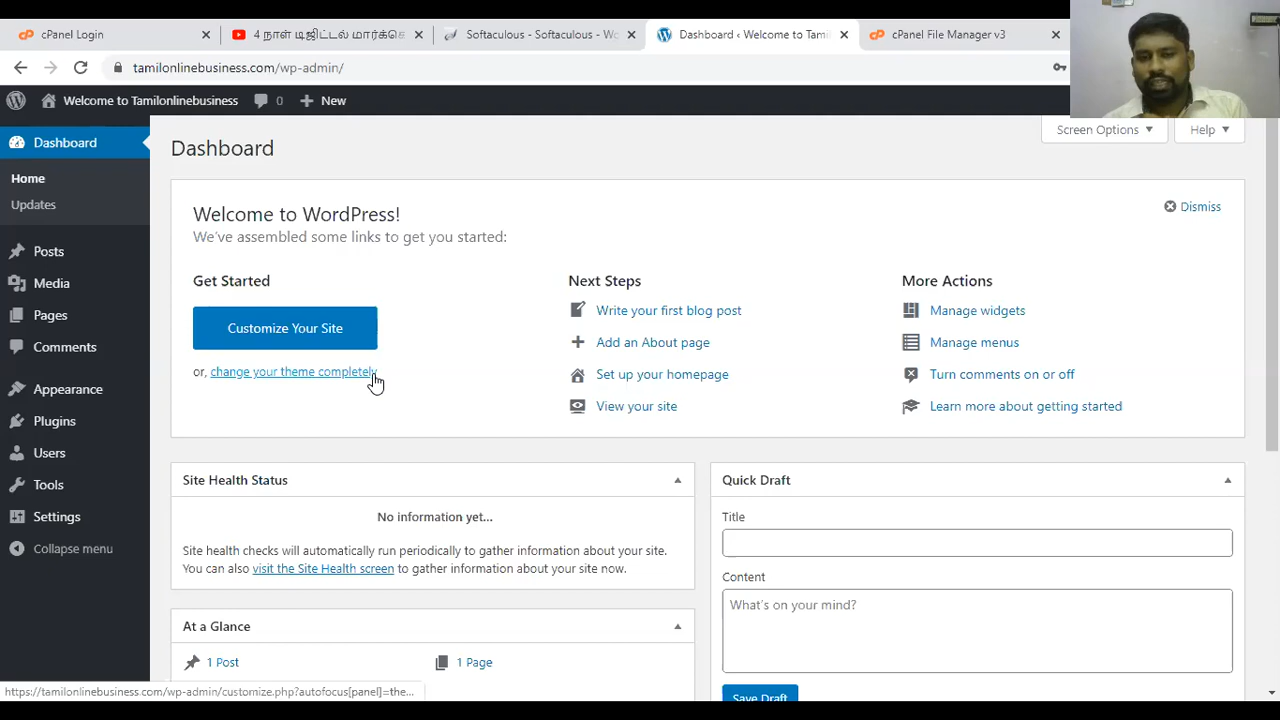 cPanel Login
4 நாள் டிஜிட்டல் மார்க்கெ
Softaculous - Softaculous - W
Dashboard ‹ Welcome to Tamil
cPanel File Manager v3
tamilonlinebusiness.com/wp-admin/
Welcome to Tamilonlinebusiness 0 New
Screen Options Help
Dashboard
Home
Updates
Posts
Media
Pages
Comments
Appearance
Plugins
Users
Tools
Settings
Collapse menu
Dashboard
Welcome to WordPress!
We've assembled some links to get you started:
Dismiss
Get Started
Customize Your Site
or, change your theme completely
Next Steps
Write your first blog post
Add an About page
Set up your homepage
View your site
More Actions
Manage widgets
Manage menus
Turn comments on or off
Learn more about getting started
Site Health Status
No information yet...
Site health checks will automatically run periodically to gather information about your site.
You can also visit the Site Health screen to gather information about your site now.
At a Glance
1 Post
1 Page
Quick Draft
Title
Content
What's on your mind?
Save Draft
https://tamilonlinebusiness.com/wp-admin/customize.php?autofocus[panel]=the...